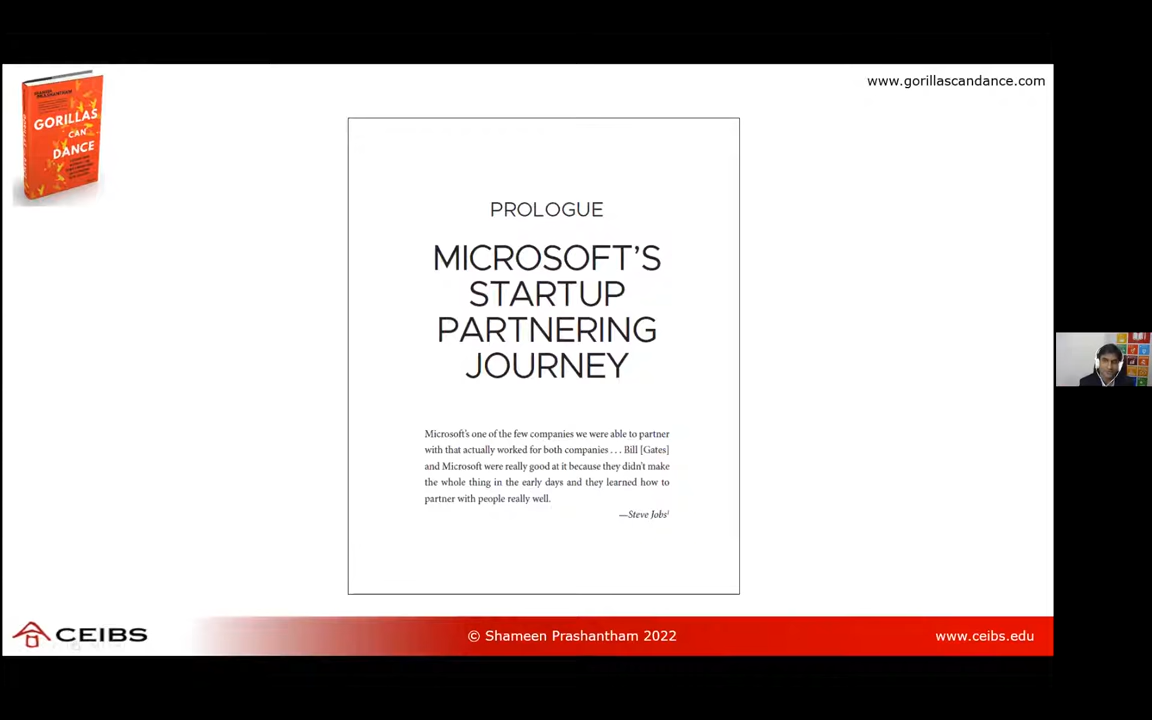 www.gorillascandance.com
GORILLAS
CAN
DANCE
PROLOGUE
MICROSOFT’S
STARTUP
PARTNERING
JOURNEY
Microsoft’s one of the few companies we were able to partner
with that actually worked for both companies . . . Bill [Gates]
and Microsoft were really good at it because they didn’t make
the whole thing in the early days and they learned how to
partner with people really well.
—Steve Jobs¹
CEIBS
© Shameen Prashantham 2022
www.ceibs.edu